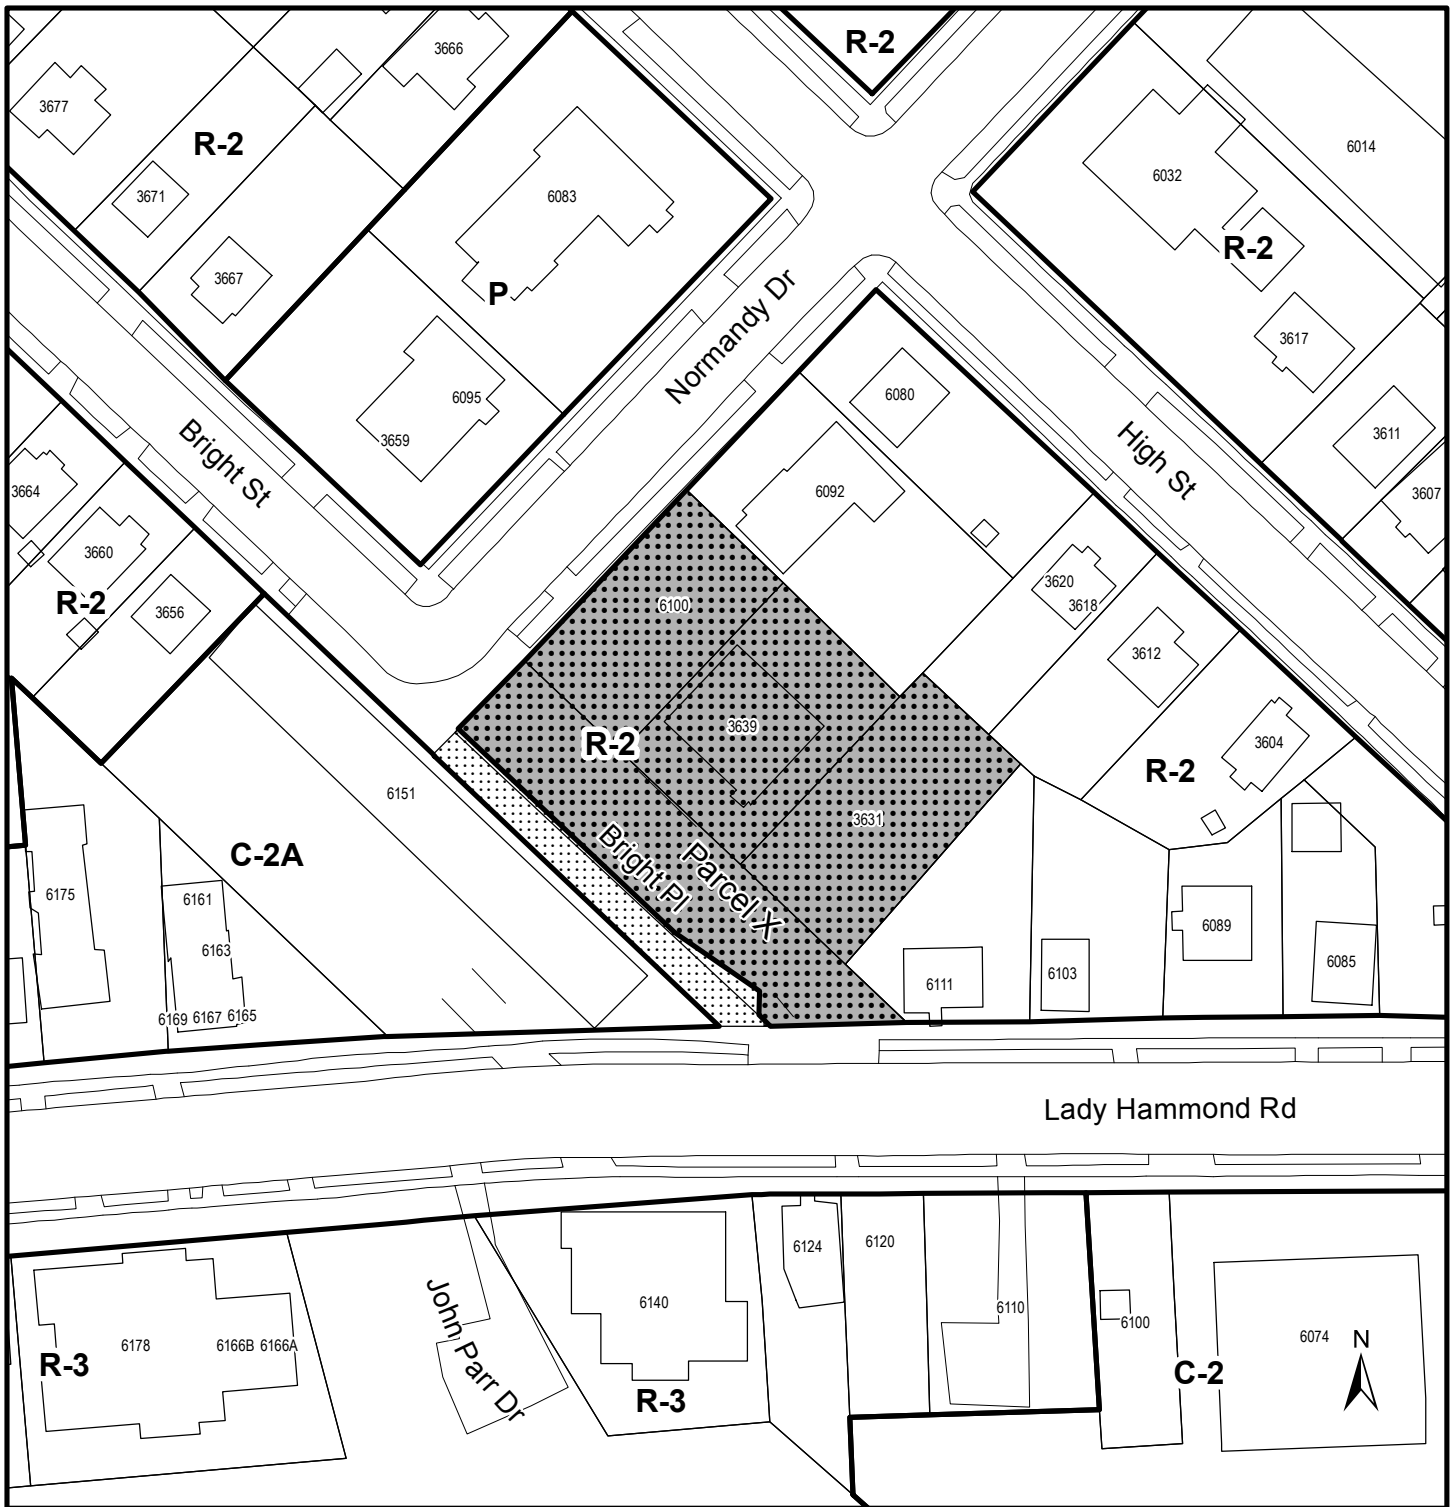 R-2
3666
3677
R-2
6014
6032
3671
6083
R-2
3667
P
Normandy Dr
3617
6095
6080
3659
3611
Bright St
High St
3664
6092
3607
3660
R-2
3656
6100
3620
3618
3612
3639
R-2
3604
R-2
6151
3631
C-2A
Bright Pl
Parcel X
6175
6161
6163
6089
6085
6111
6103
6169
6167
6165
Lady Hammond Rd
6124
6120
John Parr Dr
6140
6110
6100
6074
N
6178
6166B
6166A
R-3
R-3
C-2